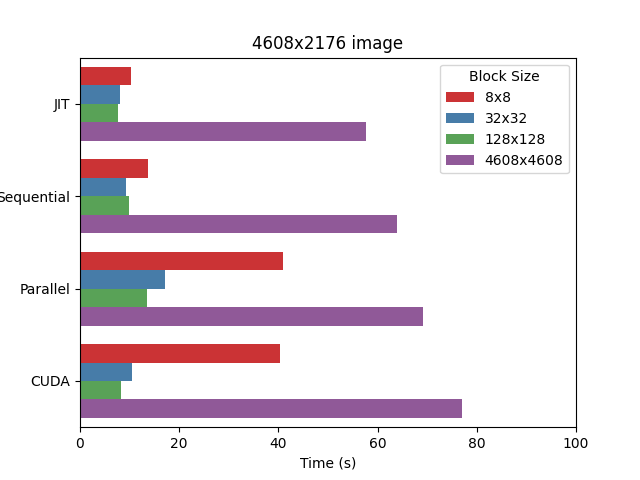 4608x2176 image
Block Size
8x8
32x32
128x128
4608x4608
JIT
Sequential
Parallel
CUDA
0 20 40 60 80 100
Time (s)